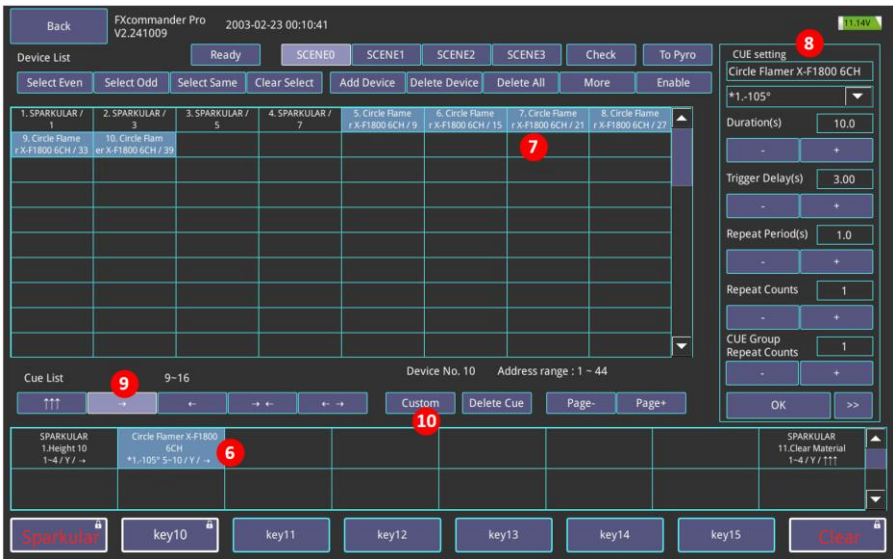 Back
FXcommander Pro
V2.241009
2003-02-23 00:10:41
11.14V
Device List
Ready
SCENE0
SCENE1
SCENE2
SCENE3
Check
To Pyro
Select Even
Select Odd
Select Same
Clear Select
Add Device
Delete Device
Delete All
More
Enable
1. SPARKULAR /
1
2. SPARKULAR /
3
3. SPARKULAR /
5
4. SPARKULAR /
7
5. Circle Flame
r X-F1800 6CH / 9
6. Circle Flame
r X-F1800 6CH / 15
7. Circle Flame
r X-F1800 6CH / 21
8. Circle Flame
r X-F1800 6CH / 27
9. Circle Flame
r X-F1800 6CH / 33
10. Circle Flam
er X-F1800 6CH / 39
7
8
CUE setting
Circle Flamer X-F1800 6CH
*1.-105°
Duration(s)
10.0
-
+
Trigger Delay(s)
3.00
-
+
Repeat Period(s)
1.0
-
+
Repeat Counts
1
-
+
CUE Group
Repeat Counts
1
-
+
OK
>>
Cue List
9
9~16
Device No. 10
Address range : 1 ~ 44
↑↑↑
→
←
→ ←
← →
Custom
10
Delete Cue
Page-
Page+
SPARKULAR
1.Height 10
1~4 / Y / →
Circle Flamer X-F1800
6CH
*1.-105° 5~10 / Y / →
6
SPARKULAR
11.Clear Material
1~4 / Y / ↑↑↑
Sparkular
key10
key11
key12
key13
key14
key15
Clear